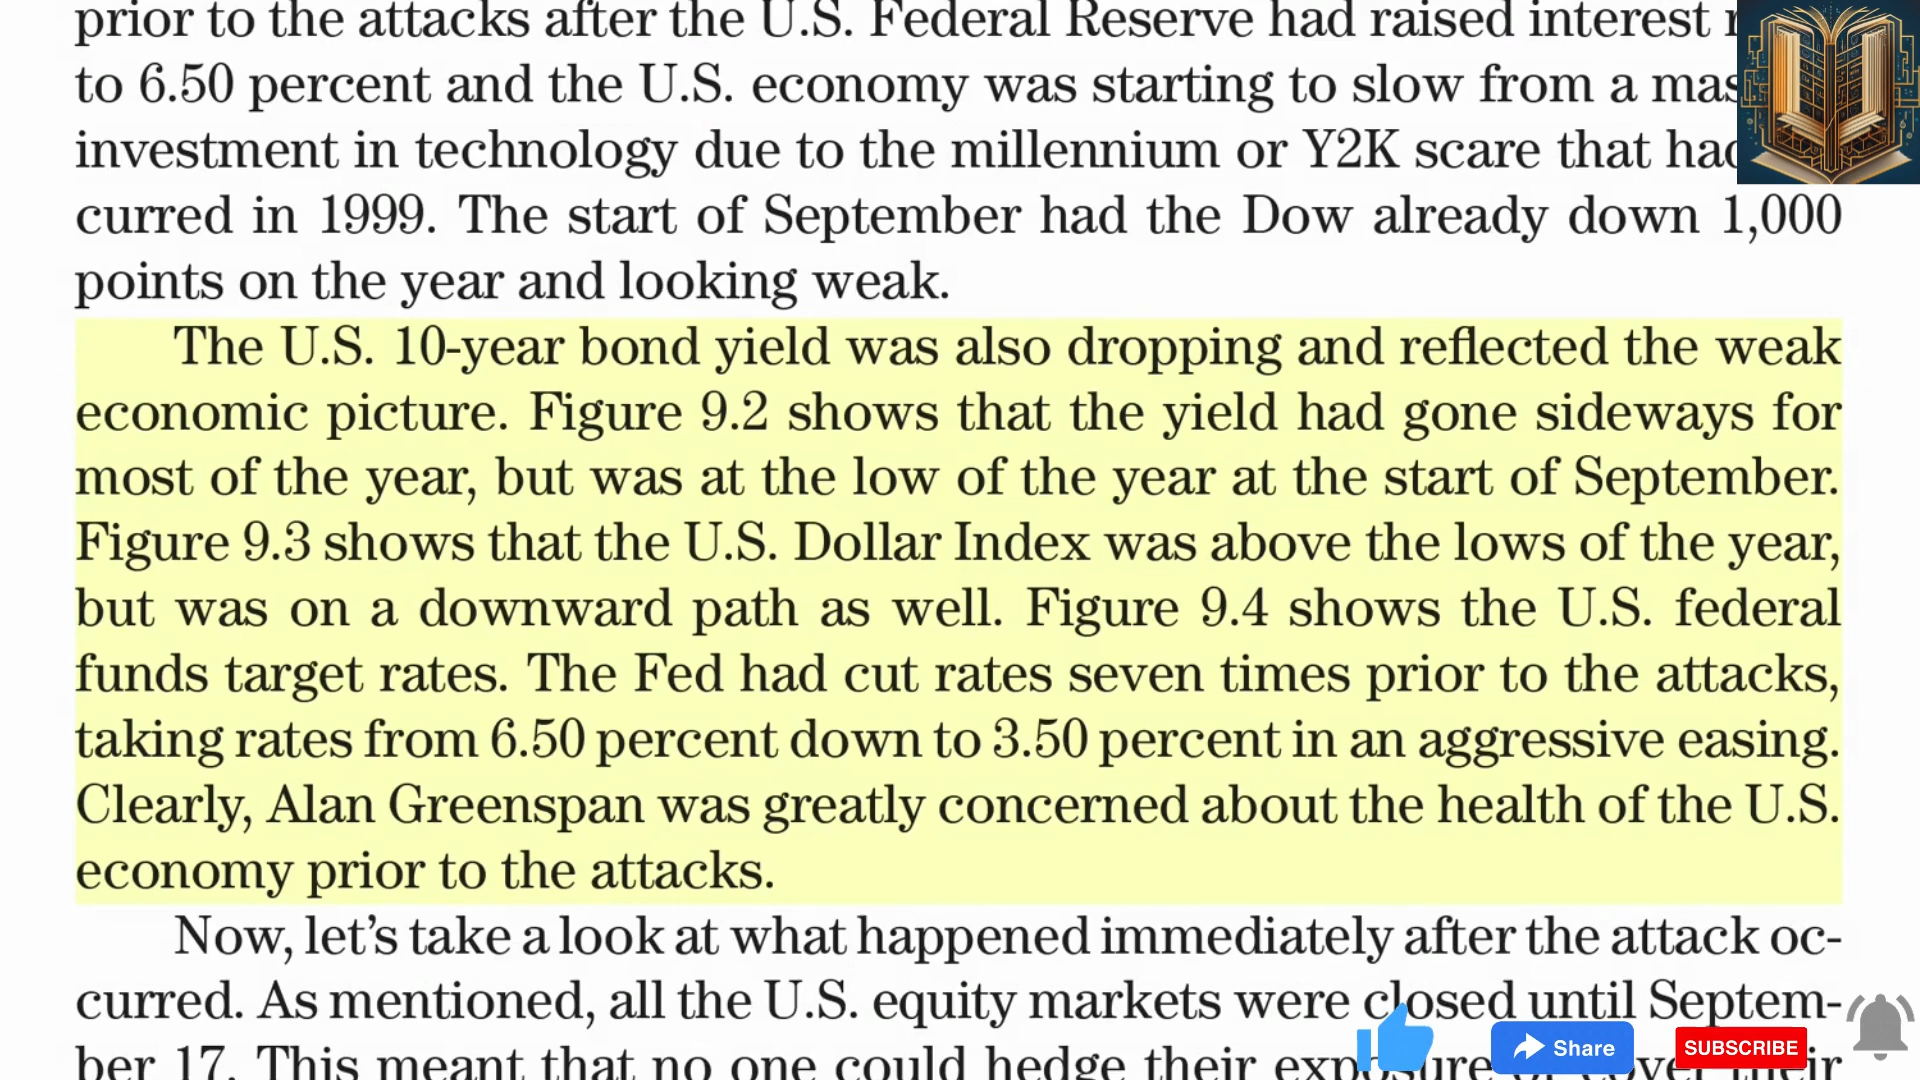 prior to the attacks after the U.S. Federal Reserve had raised interest
to 6.50 percent and the U.S. economy was starting to slow from a
investment in technology due to the millennium or Y2K scare that had
curred in 1999. The start of September had the Dow already down 1,000
points on the year and looking weak.
The U.S. 10-year bond yield was also dropping and reflected the weak
economic picture. Figure 9.2 shows that the yield had gone sideways for
most of the year, but was at the low of the year at the start of September.
Figure 9.3 shows that the U.S. Dollar Index was above the lows of the year,
but was on a downward path as well. Figure 9.4 shows the U.S. federal
funds target rates. The Fed had cut rates seven times prior to the attacks,
taking rates from 6.50 percent down to 3.50 percent in an aggressive easing.
Clearly, Alan Greenspan was greatly concerned about the health of the U.S.
economy prior to the attacks.
Now, let's take a look at what happened immediately after the attack oc-
curred. As mentioned, all the U.S. equity markets were closed until Septem-
ber 17. This meant that no one could hedge their exposure or cover their
Share
SUBSCRIBE